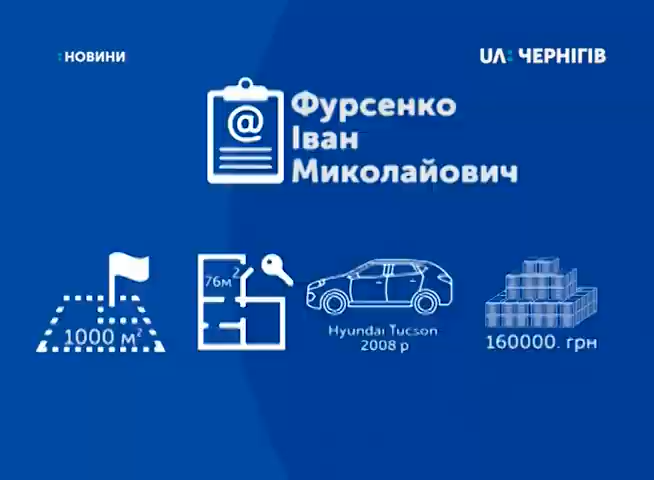 :НОВИНИ
UA: ЧЕРНІГІВ
@
Фурсенко
Іван
Миколайович
1000 м²
76м²
Hyundai Tucson
2008 р
160000. грн